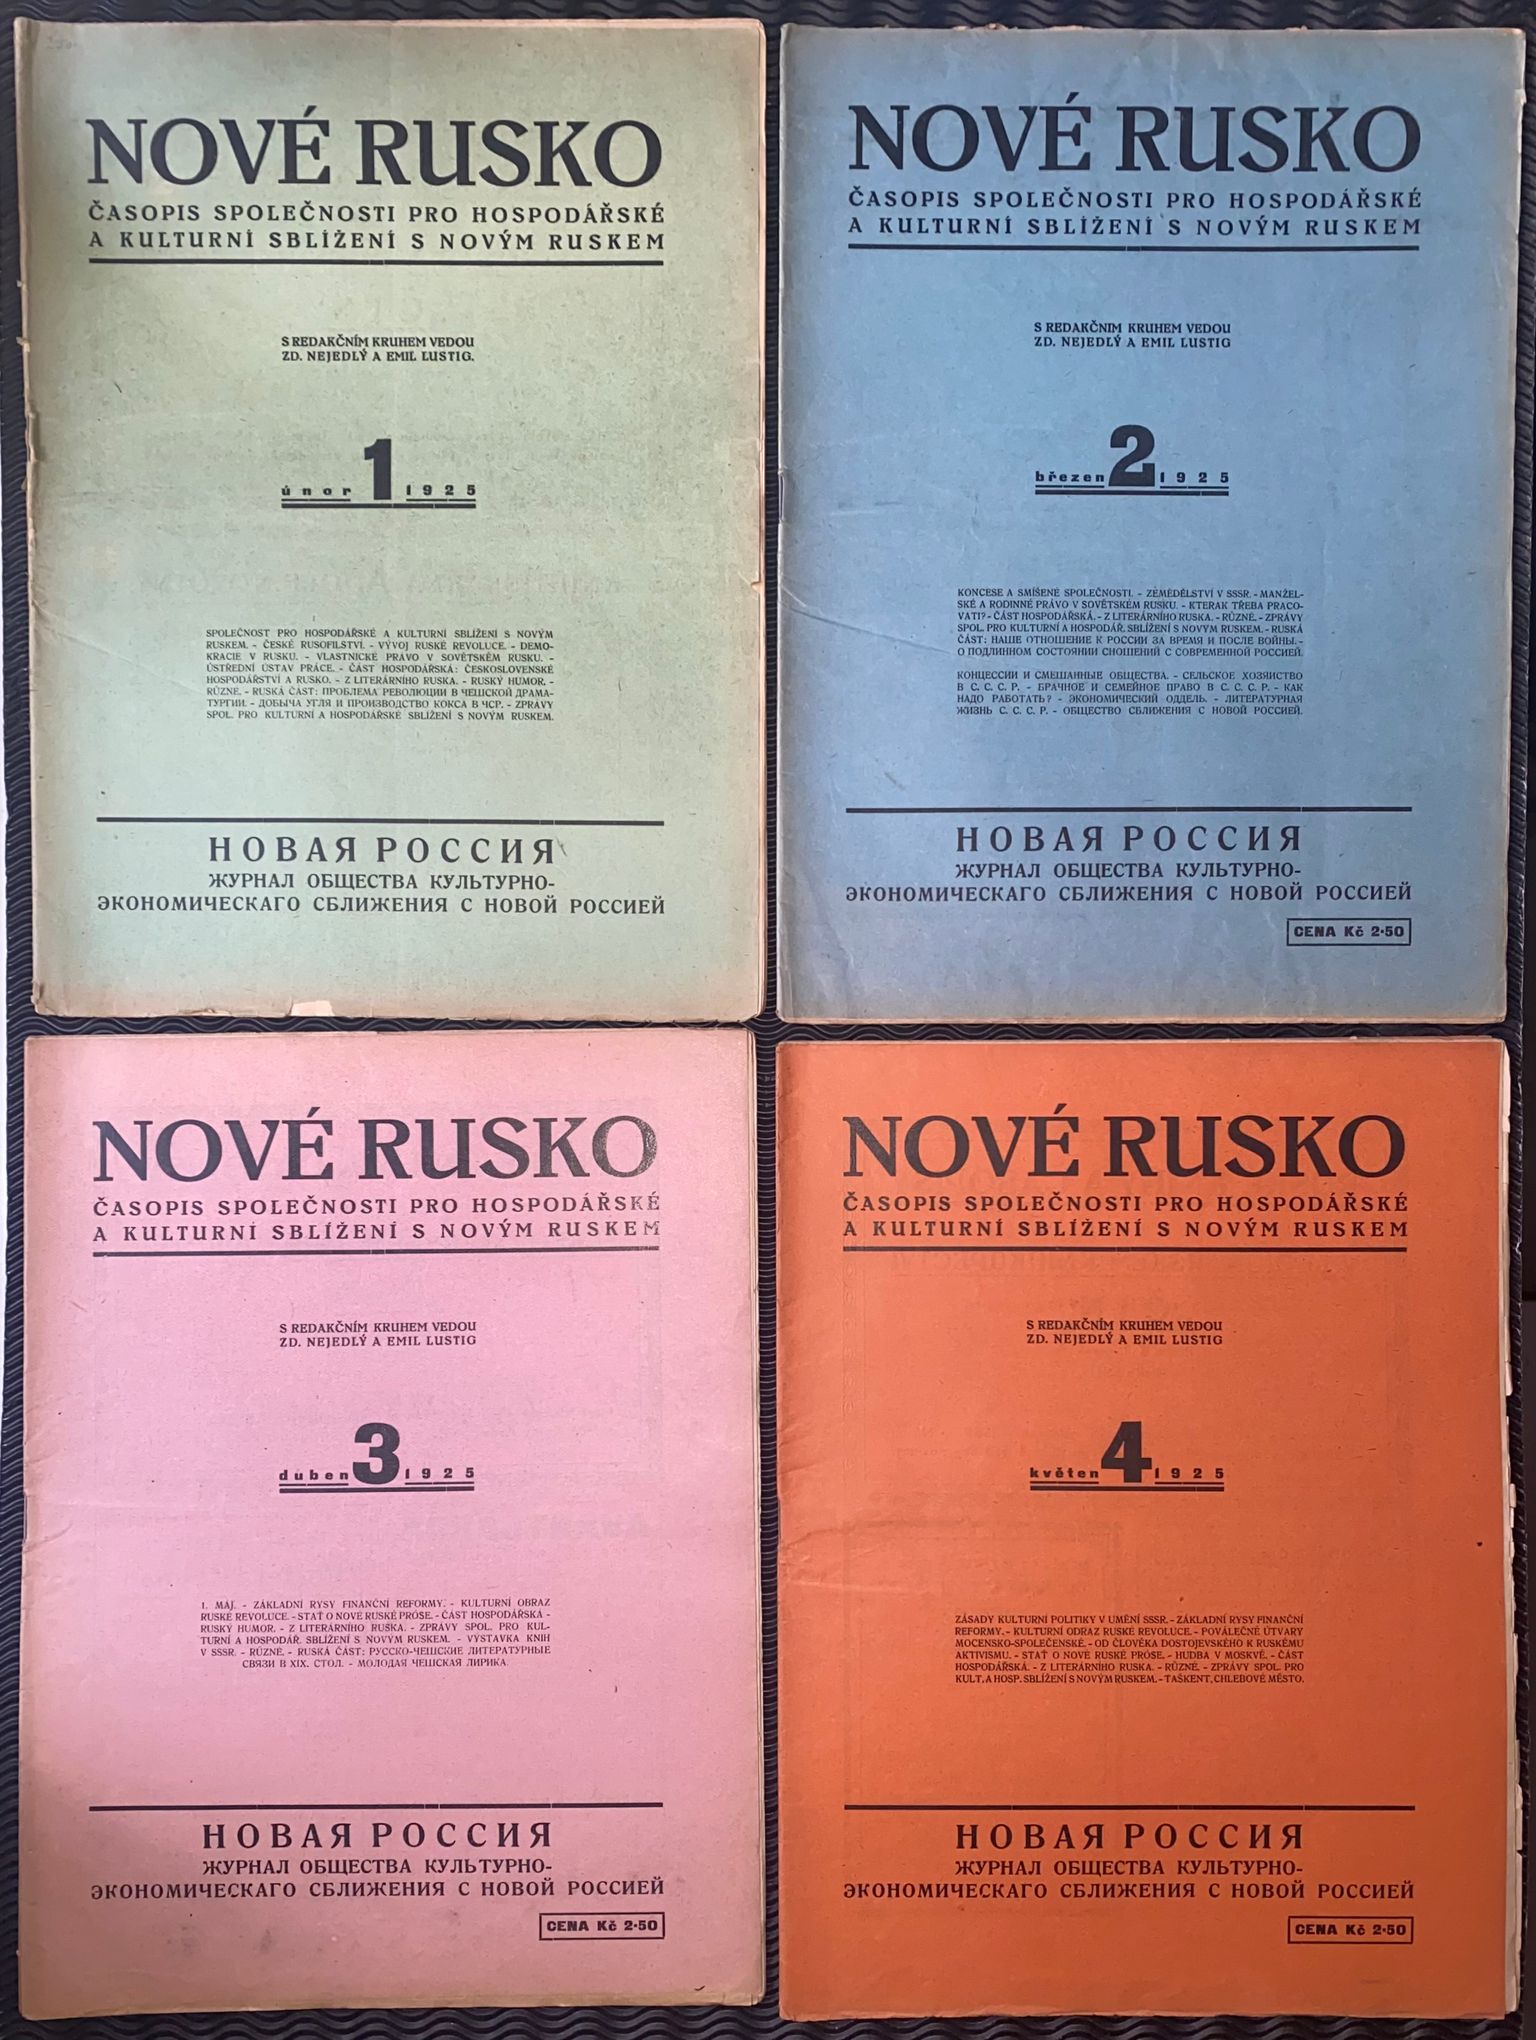 NOVÉ RUSKO
ČASOPIS SPOLEČNOSTI PRO HOSPODÁŘSKÉ
A KULTURNÍ SBLÍŽENÍ S NOVÝM RUSKEM
S REDAKČNÍM KRUHEM VEDOU
ZD. NEJEDLÝ A EMIL LUSTIG.
únor 1 1925
SPOLEČNOST PRO HOSPODÁŘSKÉ A KULTURNÍ SBLÍŽENÍ S NOVÝM
RUSKEM. - ČESKÉ RUSOFILSTVÍ. - VÝVOJ RUSKÉ REVOLUCE. - DEMO-
KRACIE V RUSKU. - VLASTNICKÉ PRÁVO V SOVĚTSKÉM RUSKU. -
ÚSTŘEDNÍ ÚSTAV PRÁCE. - ČÁST HOSPODÁŘSKÁ: ČESKOSLOVENSKÉ
HOSPODÁŘSTVÍ A RUSKO. - Z LITERÁRNÍHO RUSKA. - RUSKÝ HUMOR. -
RŮZNÉ. - RUSKÁ ČÁST: ПРОБЛЕМА РЕВОЛЮЦИИ В ЧЕШСКОЙ ДРАМА-
ТУРГИИ. - ДОБЫЧА УГЛЯ И ПРОИЗВОДСТВО КОКСА В ЧСР. - ZPRÁVY
SPOL. PRO KULTURNÍ A HOSPODÁŘSKÉ SBLÍŽENÍ S NOVÝM RUSKEM.
НОВАЯ РОССИЯ
ЖУРНАЛ ОБЩЕСТВА КУЛЬТУРНО-
ЭКОНОМИЧЕСКАГО СБЛИЖЕНИЯ С НОВОЙ РОССИЕЙ
NOVÉ RUSKO
ČASOPIS SPOLEČNOSTI PRO HOSPODÁŘSKÉ
A KULTURNÍ SBLÍŽENÍ S NOVÝM RUSKEM
S REDAKČNÍM KRUHEM VEDOU
ZD. NEJEDLÝ A EMIL LUSTIG
březen 2 1925
KONCESE A SMÍŠENÉ SPOLEČNOSTI. - ZEMĚDĚLSTVÍ V SSSR. - MANŽEL-
SKÉ A RODINNÉ PRÁVO V SOVĚTSKÉM RUSKU. - KTERAK TŘEBA PRACO-
VATI? - ČÁST HOSPODÁŘSKÁ. - Z LITERÁRNÍHO RUSKA. - RŮZNÉ. - ZPRÁVY
SPOL. PRO KULTURNÍ A HOSPODÁŘ. SBLÍŽENÍ S NOVÝM RUSKEM. - RUSKÁ
ČÁST: НАШЕ ОТНОШЕНИЕ К РОССИИ ЗА ВРЕМЯ И ПОСЛЕ ВОЙНЫ. -
О ПОДЛИННОМ СОСТОЯНИИ СНОШЕНИЙ С СОВРЕМЕННОЙ РОССИЕЙ.
КОНЦЕССИИ И СМЕШАННЫЕ ОБЩЕСТВА. - СЕЛЬСКОЕ ХОЗЯЙСТВО
В С. С. С. Р. - БРАЧНОЕ И СЕМЕЙНОЕ ПРАВО В С. С. С. Р. - КАК
НАДО РАБОТАТЬ? - ЭКОНОМИЧЕСКИЙ ОДДЕЛЬ. - ЛИТЕРАТУРНАЯ
ЖИЗНЬ С. С. С. Р. - ОБЩЕСТВО СБЛИЖЕНИЯ С НОВОЙ РОССИЕЙ.
НОВАЯ РОССИЯ
ЖУРНАЛ ОБЩЕСТВА КУЛЬТУРНО-
ЭКОНОМИЧЕСКАГО СБЛИЖЕНИЯ С НОВОЙ РОССИЕЙ
CENA Kč 2·50
NOVÉ RUSKO
ČASOPIS SPOLEČNOSTI PRO HOSPODÁŘSKÉ
A KULTURNÍ SBLÍŽENÍ S NOVÝM RUSKEM
S REDAKČNÍM KRUHEM VEDOU
ZD. NEJEDLÝ A EMIL LUSTIG
duben 3 1925
1. MÁJ. - ZÁKLADNÍ RYSY FINANČNÍ REFORMY. - KULTURNÍ OBRAZ
RUSKÉ REVOLUCE. - STAŤ O NOVÉ RUSKÉ PRÓSE. - ČÁST HOSPODÁŘSKÁ -
RUSKÝ HUMOR. - Z LITERÁRNÍHO RUSKA. - ZPRÁVY SPOL. PRO KUL-
TURNÍ A HOSPODÁŘ. SBLÍŽENÍ S NOVÝM RUSKEM. - VÝSTAVKA KNIH
V SSSR. - RŮZNÉ. - RUSKÁ ČÁST: РУССКО-ЧЕШСКИЕ ЛИТЕРАТУРНЫЕ
СВЯЗИ В XIX. СТОЛ. - МОЛОДАЯ ЧЕШСКАЯ ЛИРИКА.
НОВАЯ РОССИЯ
ЖУРНАЛ ОБЩЕСТВА КУЛЬТУРНО-
ЭКОНОМИЧЕСКАГО СБЛИЖЕНИЯ С НОВОЙ РОССИЕЙ
CENA Kč 2·50
NOVÉ RUSKO
ČASOPIS SPOLEČNOSTI PRO HOSPODÁŘSKÉ
A KULTURNÍ SBLÍŽENÍ S NOVÝM RUSKEM
S REDAKČNÍM KRUHEM VEDOU
ZD. NEJEDLÝ A EMIL LUSTIG
květen 4 1925
ZÁSADY KULTURNÍ POLITIKY V UMĚNÍ SSSR. - ZÁKLADNÍ RYSY FINANČNÍ
REFORMY. - KULTURNÍ ODRAZ RUSKÉ REVOLUCE. - POVÁLEČNÉ ÚTVARY
MOCENSKO-SPOLEČENSKÉ. - OD ČLOVĚKA DOSTOJEVSKÉHO K RUSKÉMU
AKTIVISMU. - STAŤ O NOVÉ RUSKÉ PRÓSE. - HUDBA V MOSKVĚ. - ČÁST
HOSPODÁŘSKÁ. - Z LITERÁRNÍHO RUSKA. - RŮZNÉ. - ZPRÁVY SPOL. PRO
KULT. A HOSP. SBLÍŽENÍ S NOVÝM RUSKEM. - TAŠKENT, CHLEBOVÉ MĚSTO.
НОВАЯ РОССИЯ
ЖУРНАЛ ОБЩЕСТВА КУЛЬТУРНО-
ЭКОНОМИЧЕСКАГО СБЛИЖЕНИЯ С НОВОЙ РОССИЕЙ
CENA Kč 2·50